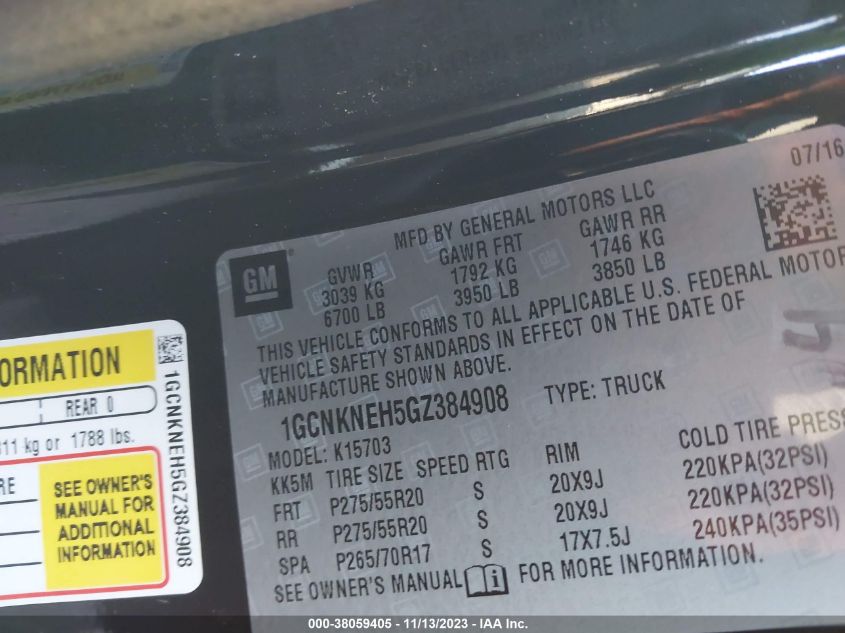 07/16
MFD BY GENERAL MOTORS LLC
GM
GVWR GAWR FRT GAWR RR
3039 KG 1792 KG 1746 KG
6700 LB 3950 LB 3850 LB
THIS VEHICLE CONFORMS TO ALL APPLICABLE U.S. FEDERAL MOTOR
VEHICLE SAFETY STANDARDS IN EFFECT ON THE DATE OF
MANUFACTURE SHOWN ABOVE.
1GCNKNEH5GZ384908 TYPE: TRUCK
MODEL: K15703
KK5M TIRE SIZE SPEED RTG RIM COLD TIRE PRESS
FRT P275/55R20 S 20X9J 220KPA(32PSI)
RR P275/55R20 S 20X9J 220KPA(32PSI)
SPA P265/70R17 S 17X7.5J 240KPA(35PSI)
SEE OWNER'S MANUAL i FOR MORE INFORMATION.
ORMATION
REAR 0
811 kg or 1788 lbs.
RE
SEE OWNER'S
MANUAL FOR
ADDITIONAL
INFORMATION
1GCNKNEH5GZ384908
000-38059405 - 11/13/2023 - IAA Inc.